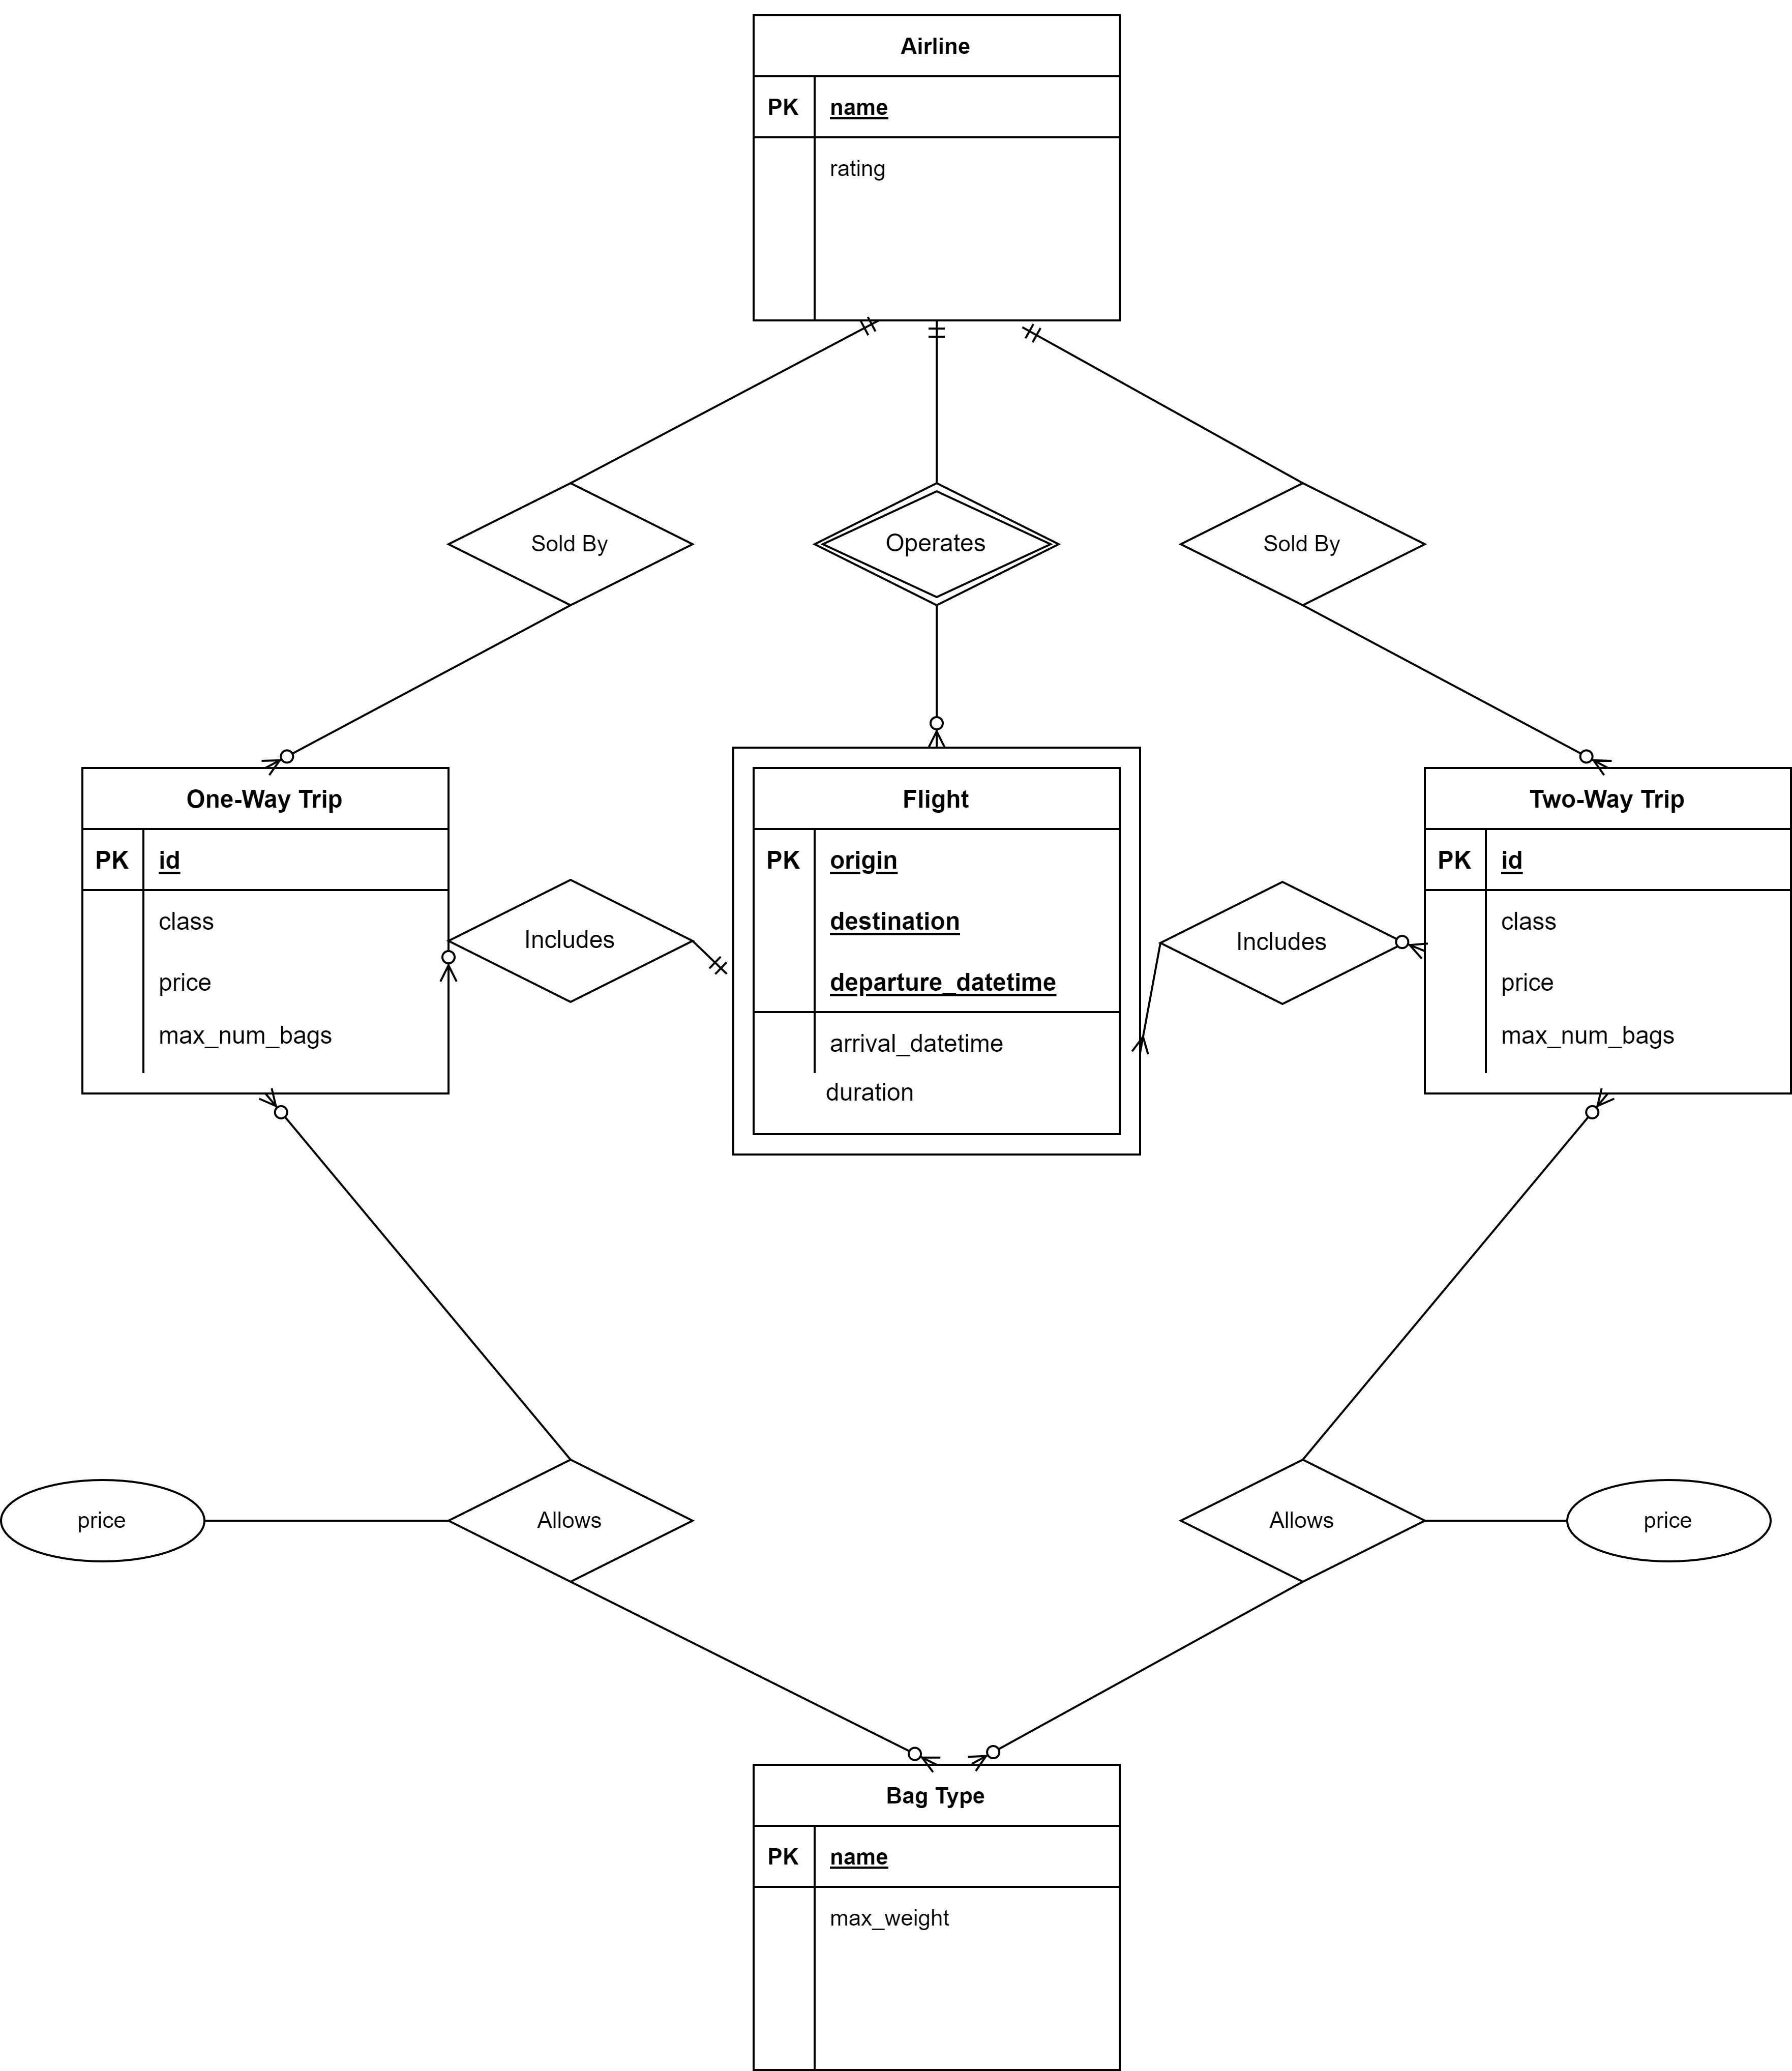 Airline
PK name
rating
Sold By
Operates
Sold By
One-Way Trip
PK id
class
price
max_num_bags
Includes
Flight
PK origin
destination
departure_datetime
arrival_datetime
duration
Includes
Two-Way Trip
PK id
class
price
max_num_bags
price
Allows
Allows
price
Bag Type
PK name
max_weight